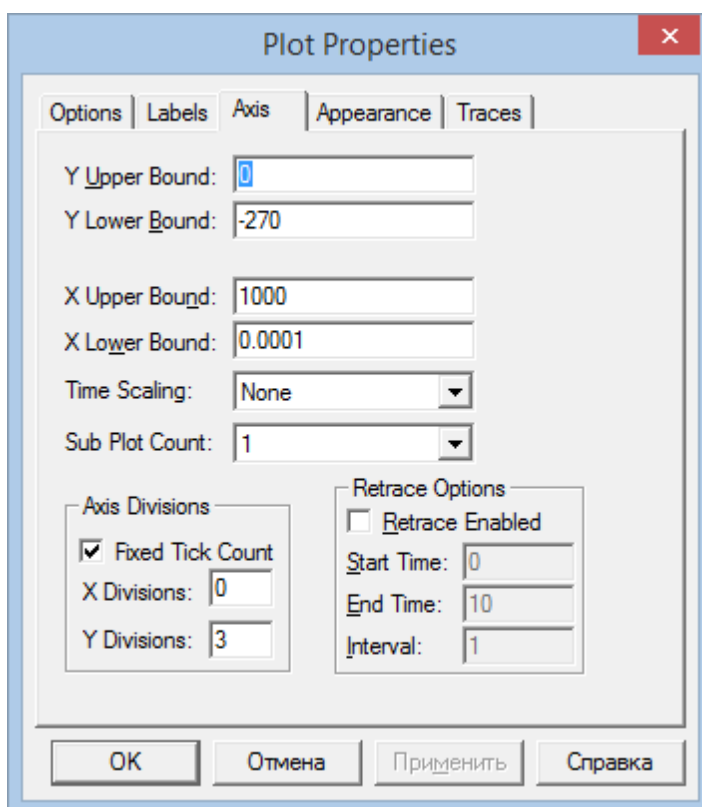 Plot Properties
Options Labels Axis Appearance Traces
Y Upper Bound: 0
Y Lower Bound: -270
X Upper Bound: 1000
X Lower Bound: 0.0001
Time Scaling: None
Sub Plot Count: 1
Axis Divisions
Fixed Tick Count
X Divisions: 0
Y Divisions: 3
Retrace Options
Retrace Enabled
Start Time: 0
End Time: 10
Interval: 1
OK Отмена Применить Справка